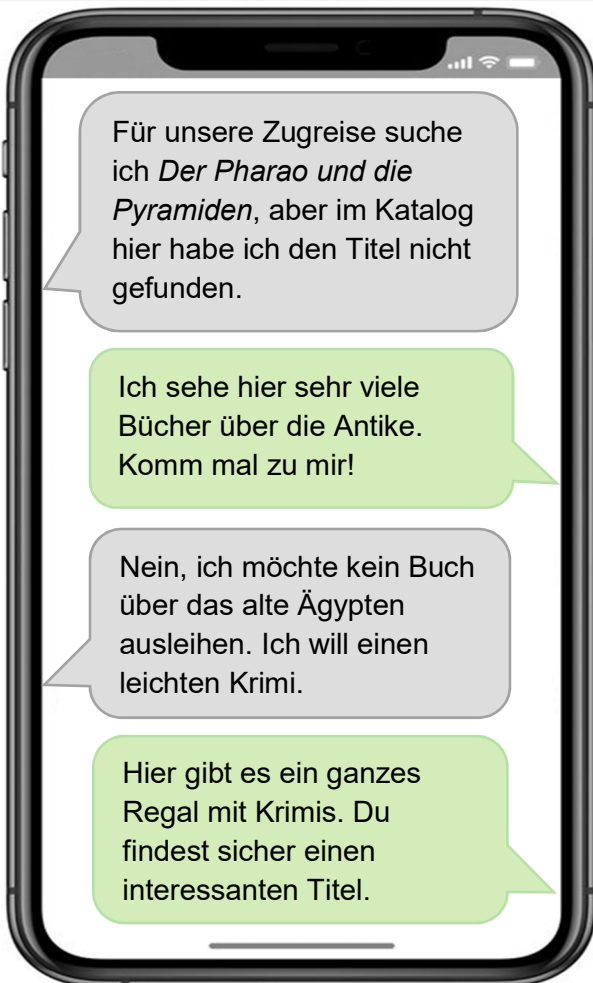 Für unsere Zugreise suche
ich Der Pharao und die
Pyramiden, aber im Katalog
hier habe ich den Titel nicht
gefunden.
Ich sehe hier sehr viele
Bücher über die Antike.
Komm mal zu mir!
Nein, ich möchte kein Buch
über das alte Ägypten
ausleihen. Ich will einen
leichten Krimi.
Hier gibt es ein ganzes
Regal mit Krimis. Du
findest sicher einen
interessanten Titel.